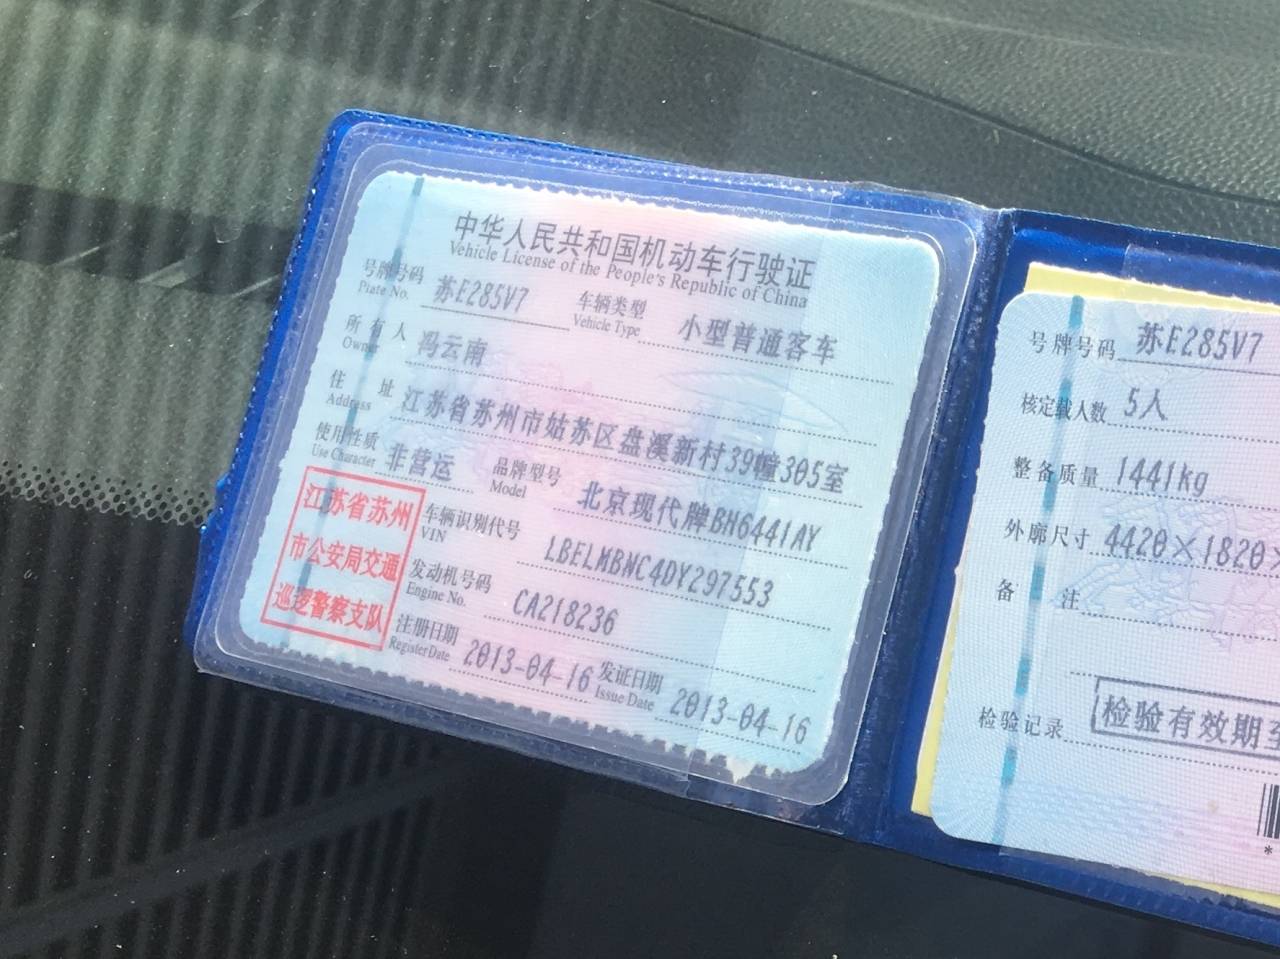 中华人民共和国机动车行驶证
Vehicle License of the People's Republic of China
号牌号码 苏E285V7 车辆类型 小型普通客车
Plate No. Vehicle Type
所有人 冯云南
Owner
住址 江苏省苏州市姑苏区盘溪新村39幢305室
Address
使用性质 非营运 品牌型号 北京现代牌BH6441AY
Use Character Model
江苏省苏州
市公安局交通
巡逻警察支队
车辆识别代号 LBELMBNC4DY297553
VIN
发动机号码 CA218236
Engine No.
注册日期 2013-04-16 发证日期 2013-04-16
Register Date Issue Date
号牌号码 苏E285V7
核定载人数 5人
整备质量 1441kg
外廓尺寸 4420×1820×
备注
检验记录 检验有效期至
*